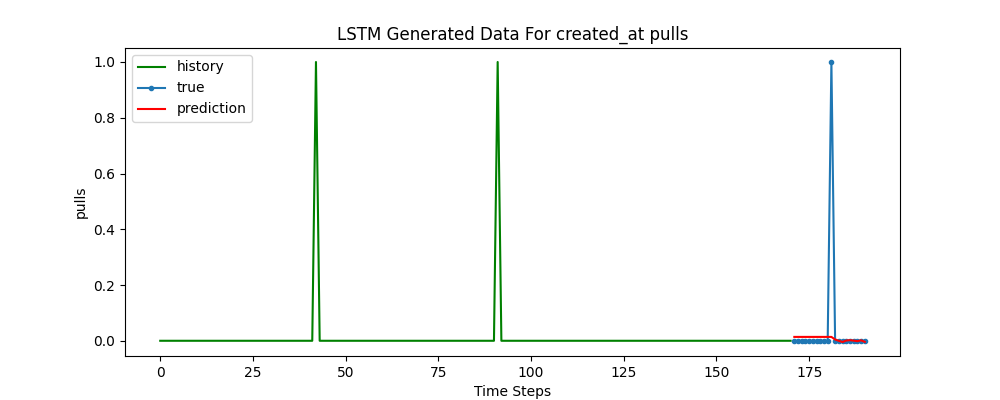 LSTM Generated Data For created_at pulls
history
true
prediction
1.0
0.8
0.6
0.4
0.2
0.0
pulls
0 25 50 75 100 125 150 175
Time Steps